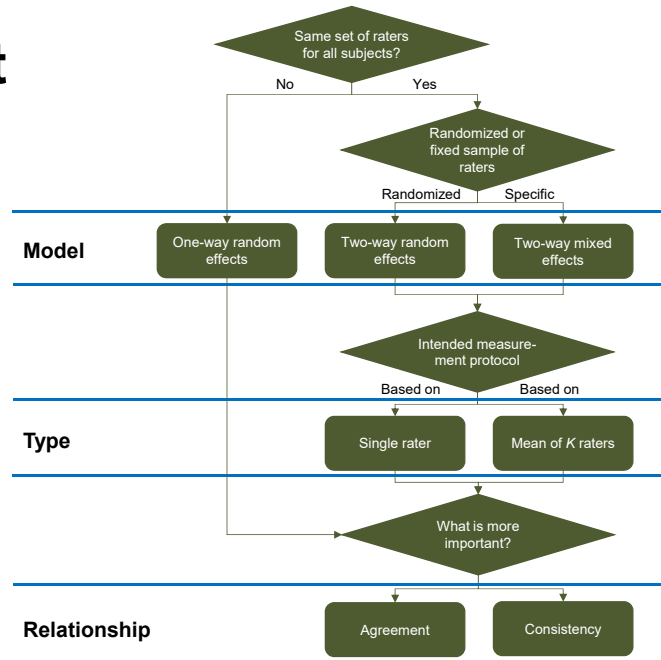 t
Same set of raters
for all subjects?
No
Yes
Randomized or
fixed sample of
raters
Randomized
Specific
Model
One-way random
effects
Two-way random
effects
Two-way mixed
effects
Intended measure-
ment protocol
Based on
Based on
Type
Single rater
Mean of K raters
What is more
important?
Relationship
Agreement
Consistency